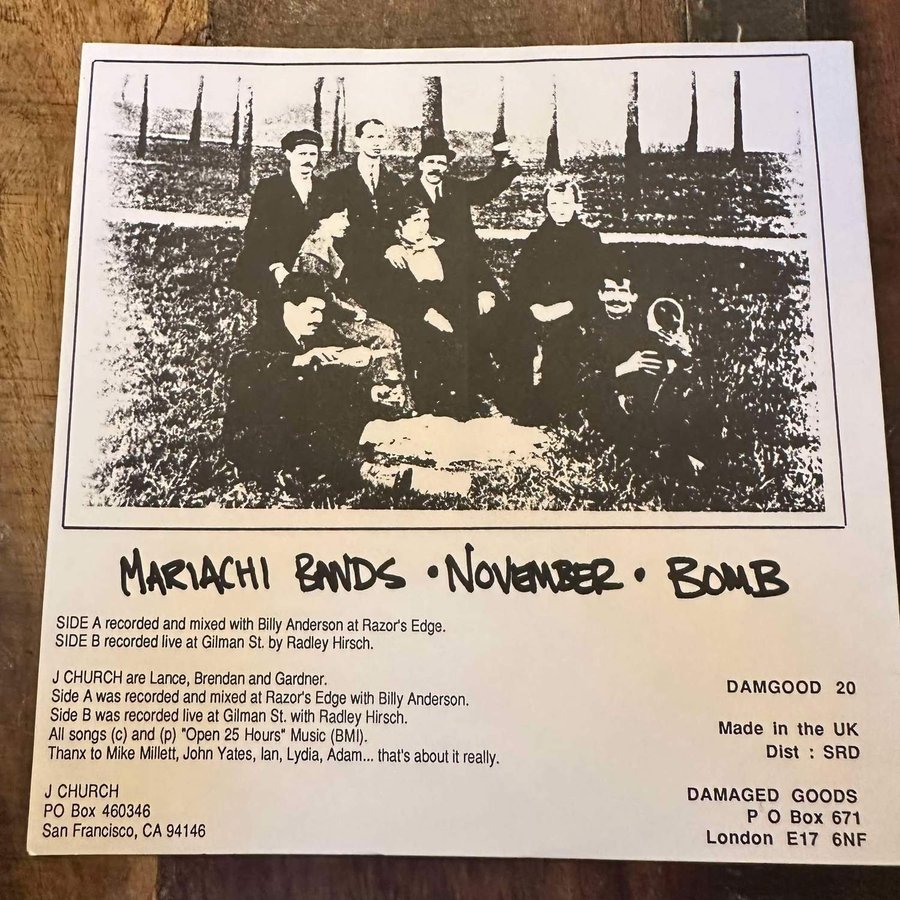 MARIACHI BANDS • NOVEMBER • BOMB
SIDE A recorded and mixed with Billy Anderson at Razor's Edge.
SIDE B recorded live at Gilman St. by Radley Hirsch.
J CHURCH are Lance, Brendan and Gardner.
Side A was recorded and mixed at Razor's Edge with Billy Anderson.
Side B was recorded live at Gilman St. with Radley Hirsch.
All songs (c) and (p) "Open 25 Hours" Music (BMI).
Thanx to Mike Millett, John Yates, Ian, Lydia, Adam... that's about it really.
J CHURCH
PO Box 460346
San Francisco, CA 94146
DAMGOOD 20
Made in the UK
Dist : SRD
DAMAGED GOODS
P O Box 671
London E17 6NF